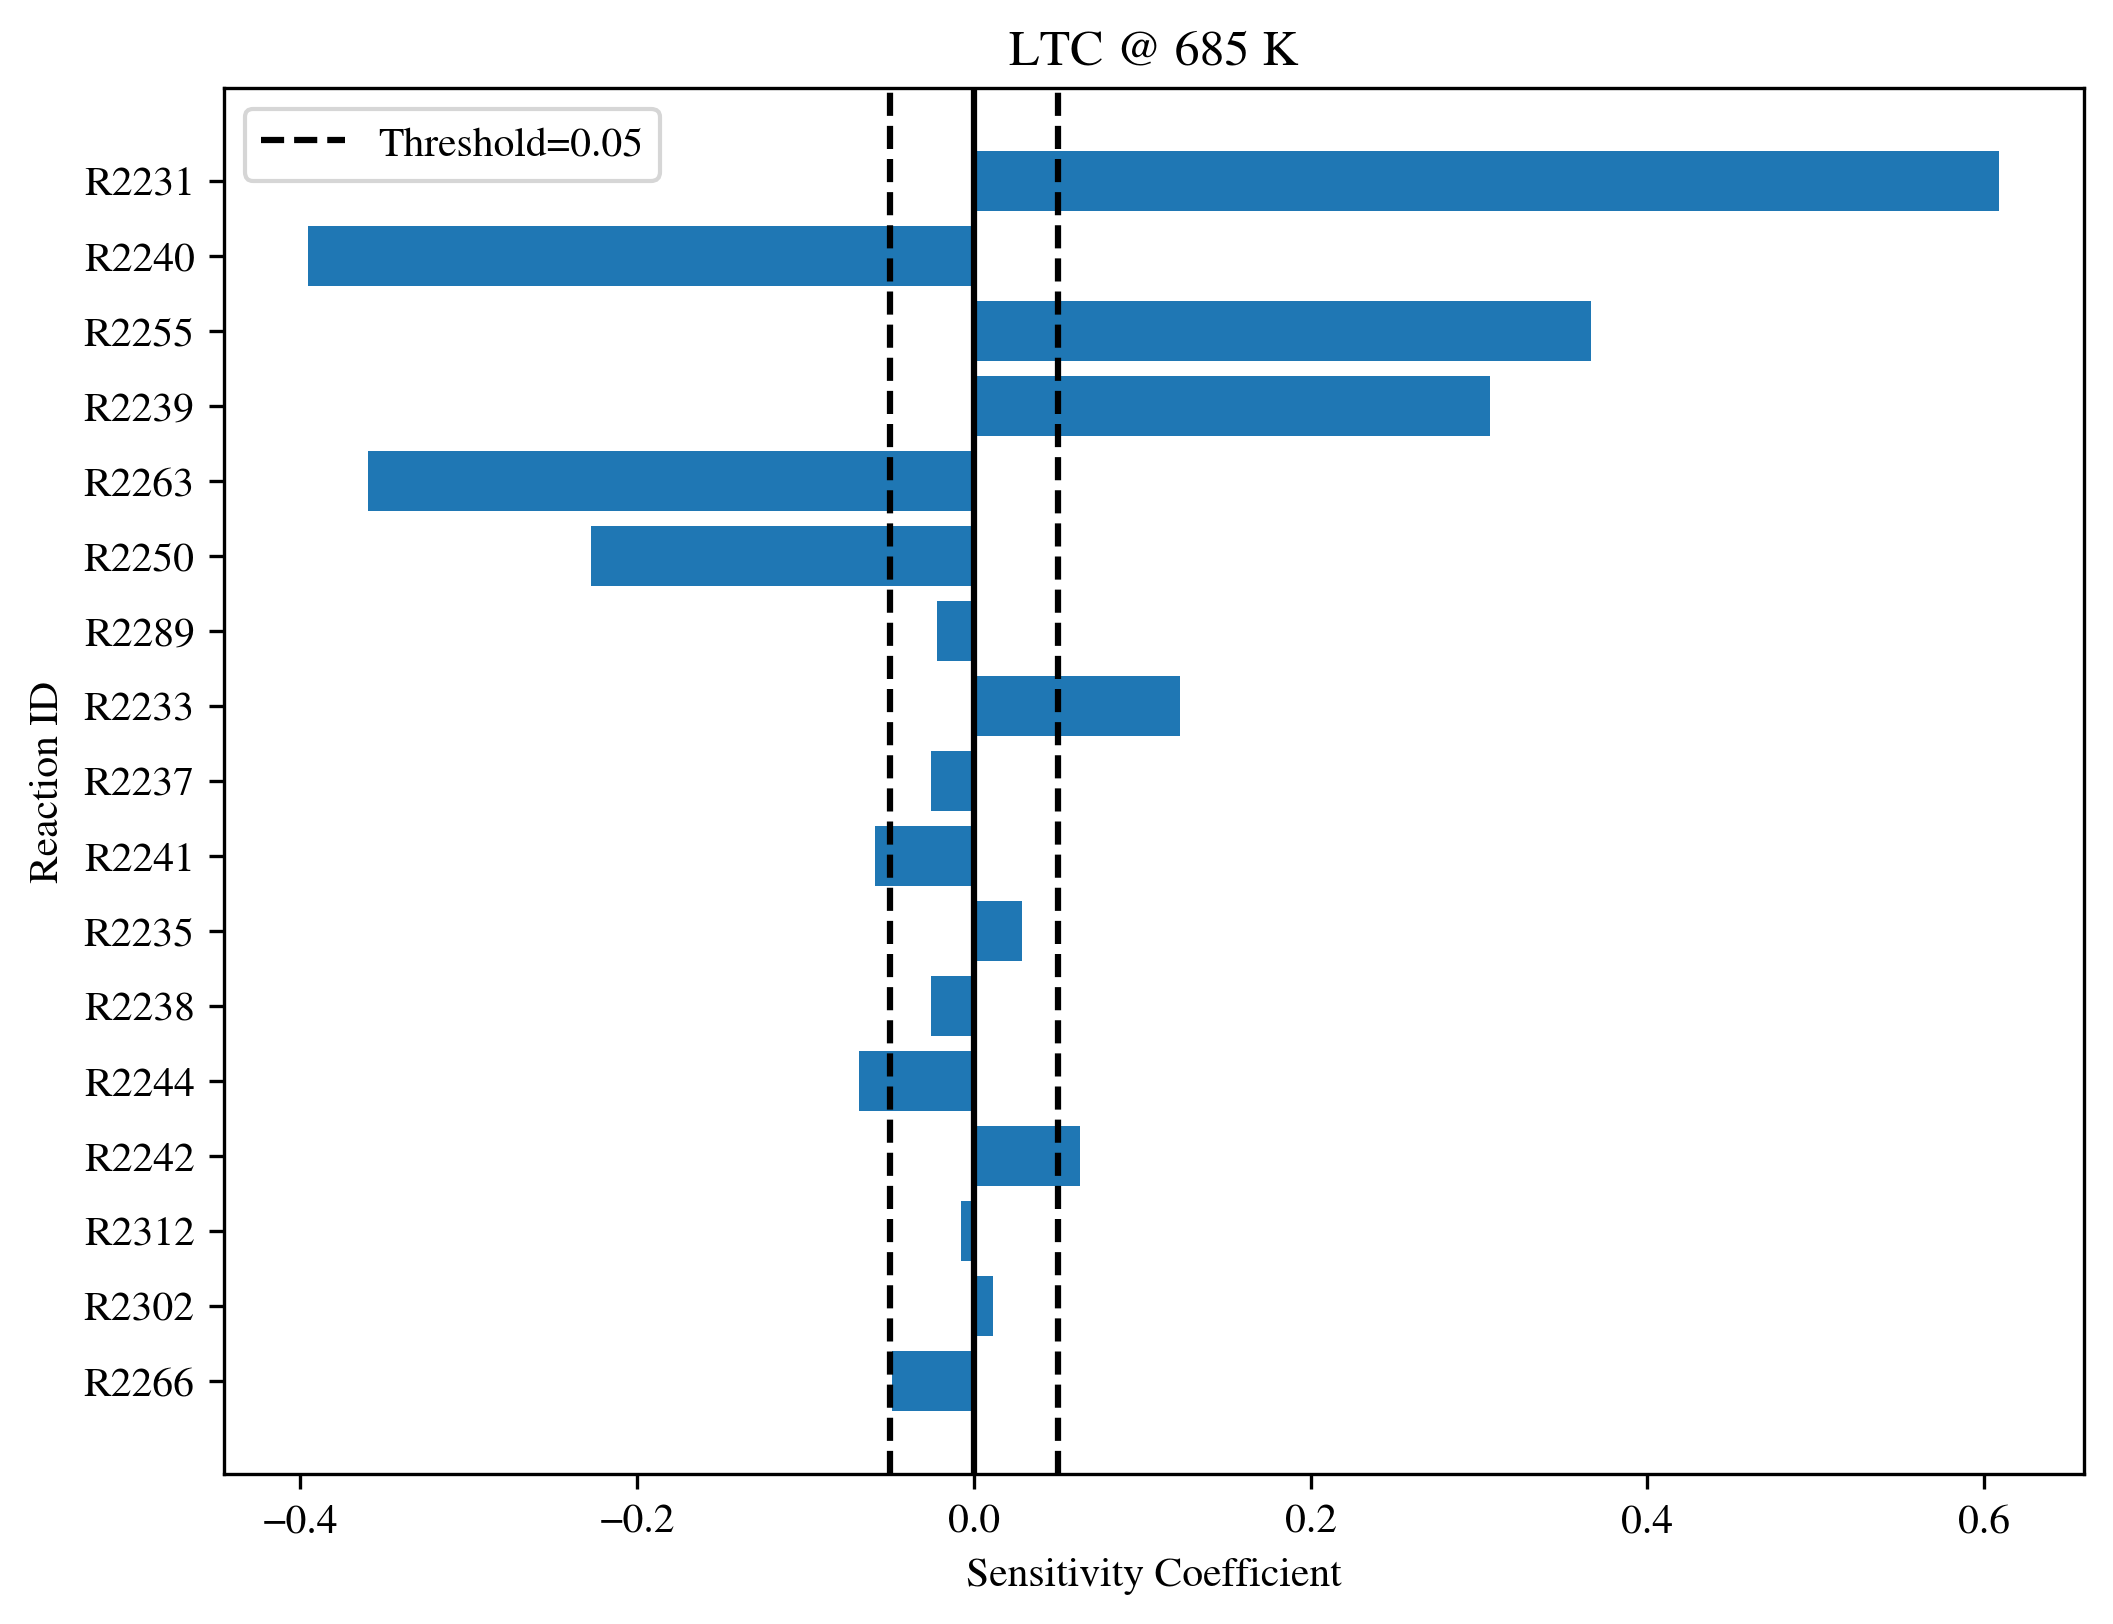 LTC @ 685 K
Threshold=0.05
R2231
R2240
R2255
R2239
R2263
R2250
R2289
R2233
R2237
R2241
R2235
R2238
R2244
R2242
R2312
R2302
R2266
Reaction ID
−0.4 −0.2 0.0 0.2 0.4 0.6
Sensitivity Coefficient